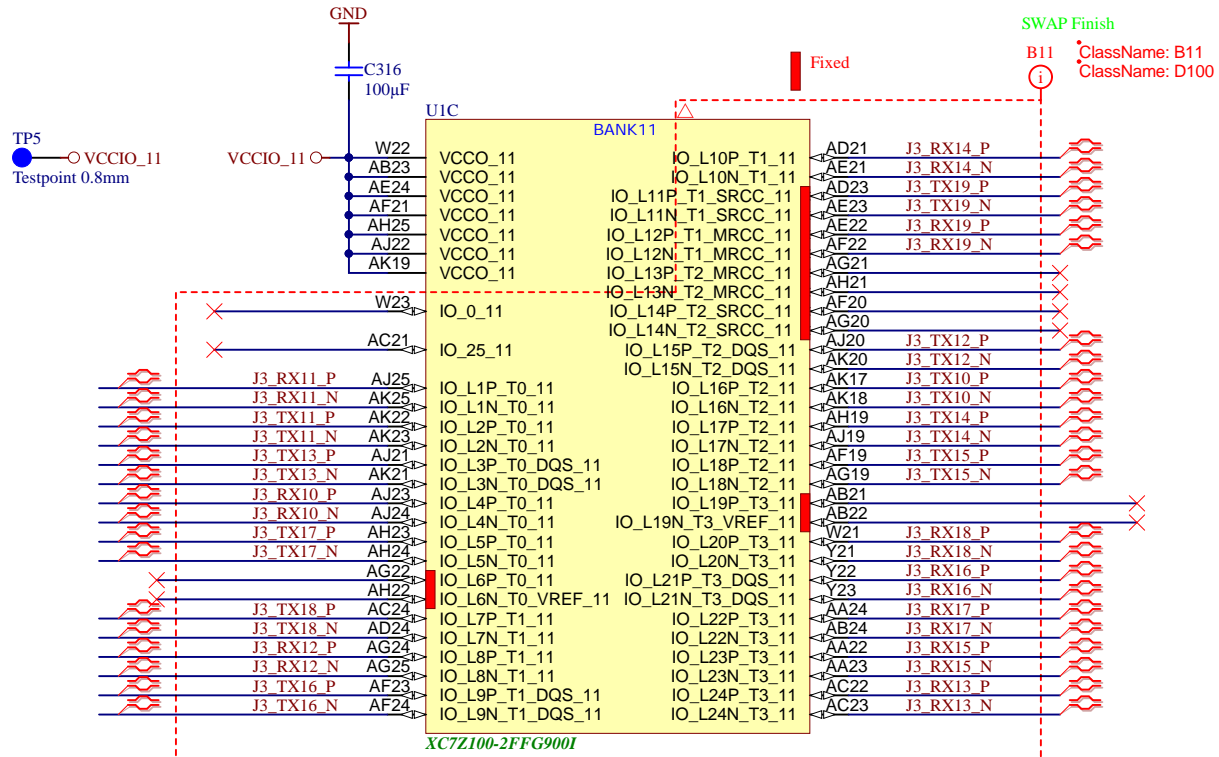 GND
SWAP Finish
B11
ClassName: B11
ClassName: D100
i
Fixed
C316
100µF
U1C
BANK11
TP5
VCCIO_11
Testpoint 0.8mm
VCCIO_11
W22 VCCO_11
AB23 VCCO_11
AE24 VCCO_11
AF21 VCCO_11
AH25 VCCO_11
AJ22 VCCO_11
AK19 VCCO_11
W23 IO_0_11
AC21 IO_25_11
J3_RX11_P AJ25 IO_L1P_T0_11
J3_RX11_N AK25 IO_L1N_T0_11
J3_TX11_P AK22 IO_L2P_T0_11
J3_TX11_N AK23 IO_L2N_T0_11
J3_TX13_P AJ21 IO_L3P_T0_DQS_11
J3_TX13_N AK21 IO_L3N_T0_DQS_11
J3_RX10_P AJ23 IO_L4P_T0_11
J3_RX10_N AJ24 IO_L4N_T0_11
J3_TX17_P AH23 IO_L5P_T0_11
J3_TX17_N AH24 IO_L5N_T0_11
AG22 IO_L6P_T0_11
AH22 IO_L6N_T0_VREF_11
J3_TX18_P AC24 IO_L7P_T1_11
J3_TX18_N AD24 IO_L7N_T1_11
J3_RX12_P AG24 IO_L8P_T1_11
J3_RX12_N AG25 IO_L8N_T1_11
J3_TX16_P AF23 IO_L9P_T1_DQS_11
J3_TX16_N AF24 IO_L9N_T1_DQS_11
IO_L10P_T1_11 AD21 J3_RX14_P
IO_L10N_T1_11 AE21 J3_RX14_N
IO_L11P_T1_SRCC_11 AD23 J3_TX19_P
IO_L11N_T1_SRCC_11 AE23 J3_TX19_N
IO_L12P_T1_MRCC_11 AE22 J3_RX19_P
IO_L12N_T1_MRCC_11 AF22 J3_RX19_N
IO_L13P_T2_MRCC_11 AG21
IO_L13N_T2_MRCC_11 AH21
IO_L14P_T2_SRCC_11 AF20
IO_L14N_T2_SRCC_11 AG20
IO_L15P_T2_DQS_11 AJ20 J3_TX12_P
IO_L15N_T2_DQS_11 AK20 J3_TX12_N
IO_L16P_T2_11 AK17 J3_TX10_P
IO_L16N_T2_11 AK18 J3_TX10_N
IO_L17P_T2_11 AH19 J3_TX14_P
IO_L17N_T2_11 AJ19 J3_TX14_N
IO_L18P_T2_11 AF19 J3_TX15_P
IO_L18N_T2_11 AG19 J3_TX15_N
IO_L19P_T3_11 AB21
IO_L19N_T3_VREF_11 AB22
IO_L20P_T3_11 W21 J3_RX18_P
IO_L20N_T3_11 Y21 J3_RX18_N
IO_L21P_T3_DQS_11 Y22 J3_RX16_P
IO_L21N_T3_DQS_11 Y23 J3_RX16_N
IO_L22P_T3_11 AA24 J3_RX17_P
IO_L22N_T3_11 AB24 J3_RX17_N
IO_L23P_T3_11 AA22 J3_RX15_P
IO_L23N_T3_11 AA23 J3_RX15_N
IO_L24P_T3_11 AC22 J3_RX13_P
IO_L24N_T3_11 AC23 J3_RX13_N
XC7Z100-2FFG900I